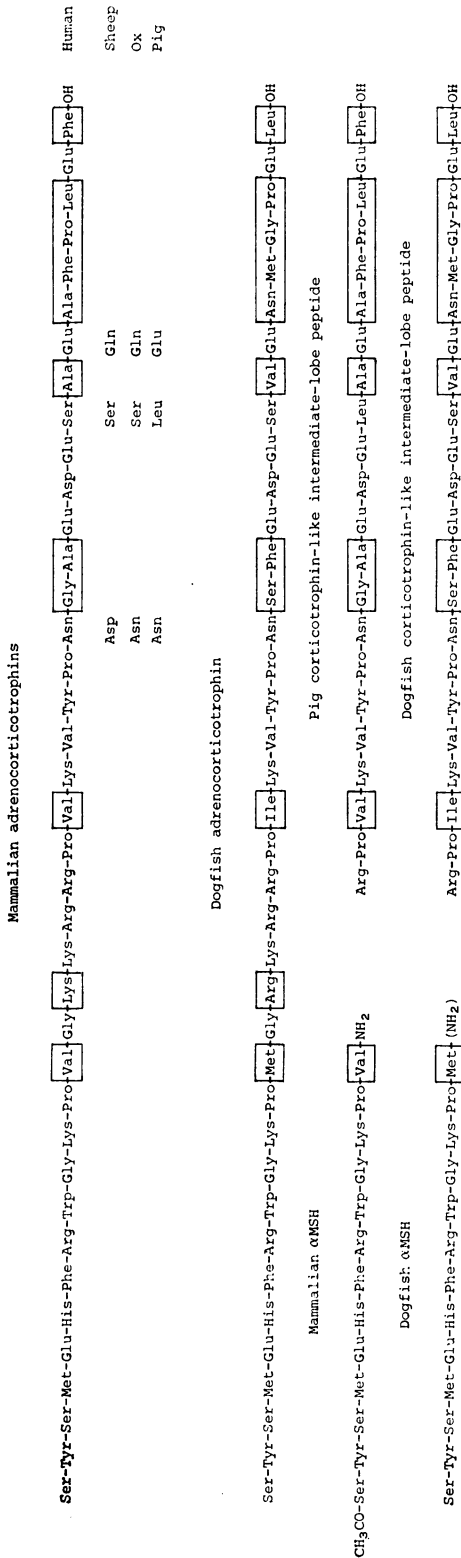 Mammalian adrenocorticotrophins
Ser-Tyr-Ser-Met-Glu-His-Phe-Arg-Trp-Gly-Lys-Pro-Val-Gly-Lys-Lys-Arg-Arg-Pro-Val-Lys-Val-Tyr-Pro-Asn-Gly-Ala-Glu-Asp-Glu-Ser-Ala-Glu-Ala-Phe-Pro-Leu-Glu-Phe-OH Human
Asp Ser Gln Sheep
Asn Ser Gln Ox
Asn Leu Glu Pig
Dogfish adrenocorticotrophin
Ser-Tyr-Ser-Met-Glu-His-Phe-Arg-Trp-Gly-Lys-Pro-Met-Gly-Arg-Lys-Arg-Arg-Pro-Ile-Lys-Val-Tyr-Pro-Asn-Ser-Phe-Glu-Asp-Glu-Ser-Val-Glu-Asn-Met-Gly-Pro-Glu-Leu-OH
Mammalian αMSH Pig corticotrophin-like intermediate-lobe peptide
CH3CO-Ser-Tyr-Ser-Met-Glu-His-Phe-Arg-Trp-Gly-Lys-Pro-Val-NH2 Arg-Pro-Val-Lys-Val-Tyr-Pro-Asn-Gly-Ala-Glu-Asp-Glu-Leu-Ala-Glu-Ala-Phe-Pro-Leu-Glu-Phe-OH
Dogfish αMSH Dogfish corticotrophin-like intermediate-lobe peptide
Ser-Tyr-Ser-Met-Glu-His-Phe-Arg-Trp-Gly-Lys-Pro-Met-(NH2) Arg-Pro-Ile-Lys-Val-Tyr-Pro-Asn-Ser-Phe-Glu-Asp-Glu-Ser-Val-Glu-Asn-Met-Gly-Pro-Glu-Leu-OH